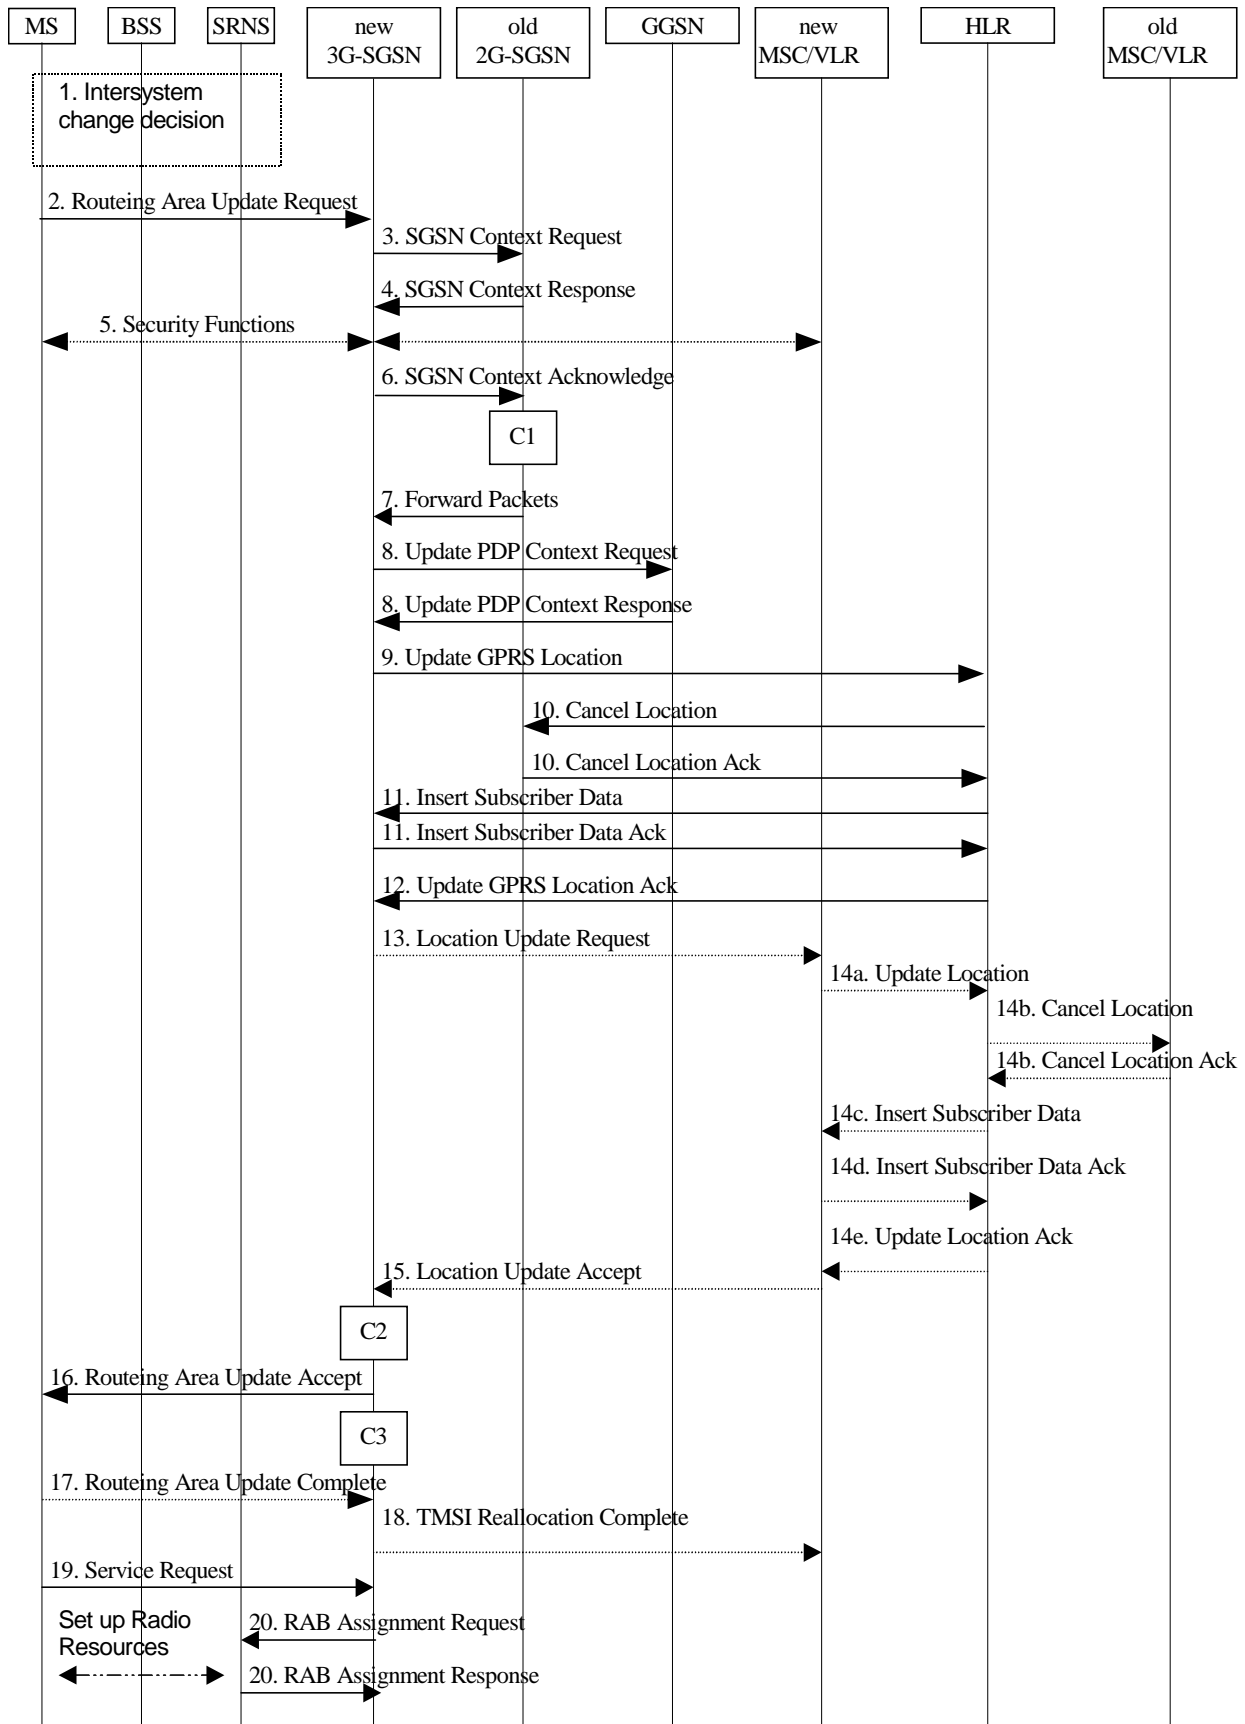 MS
BSS
SRNS
new
3G-SGSN
old
2G-SGSN
GGSN
new
MSC/VLR
HLR
old
MSC/VLR
1. Intersystem
change decision
2. Routeing Area Update Request
3. SGSN Context Request
4. SGSN Context Response
5. Security Functions
6. SGSN Context Acknowledge
C1
7. Forward Packets
8. Update PDP Context Request
8. Update PDP Context Response
9. Update GPRS Location
10. Cancel Location
10. Cancel Location Ack
11. Insert Subscriber Data
11. Insert Subscriber Data Ack
12. Update GPRS Location Ack
13. Location Update Request
14a. Update Location
14b. Cancel Location
14b. Cancel Location Ack
14c. Insert Subscriber Data
14d. Insert Subscriber Data Ack
14e. Update Location Ack
15. Location Update Accept
C2
16. Routeing Area Update Accept
C3
17. Routeing Area Update Complete
18. TMSI Reallocation Complete
19. Service Request
Set up Radio
Resources
20. RAB Assignment Request
20. RAB Assignment Response